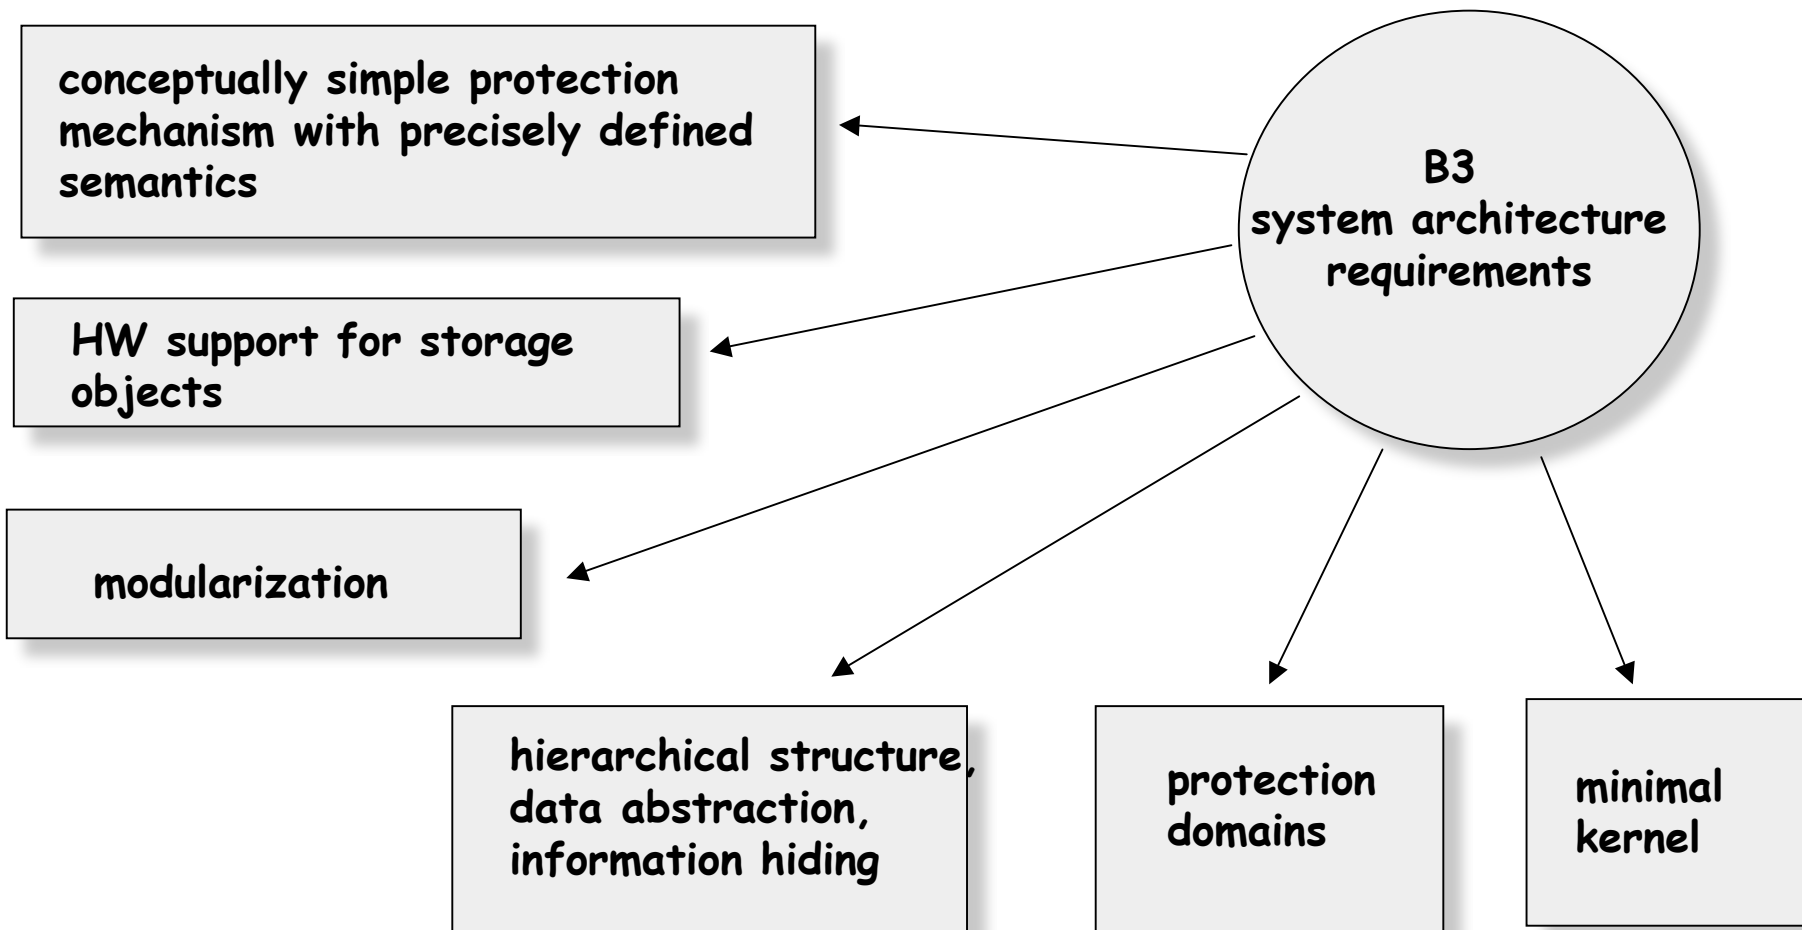 conceptually simple protection
mechanism with precisely defined
semantics
B3
system architecture
requirements
HW support for storage
objects
modularization
hierarchical structure,
data abstraction,
information hiding
protection
domains
minimal
kernel